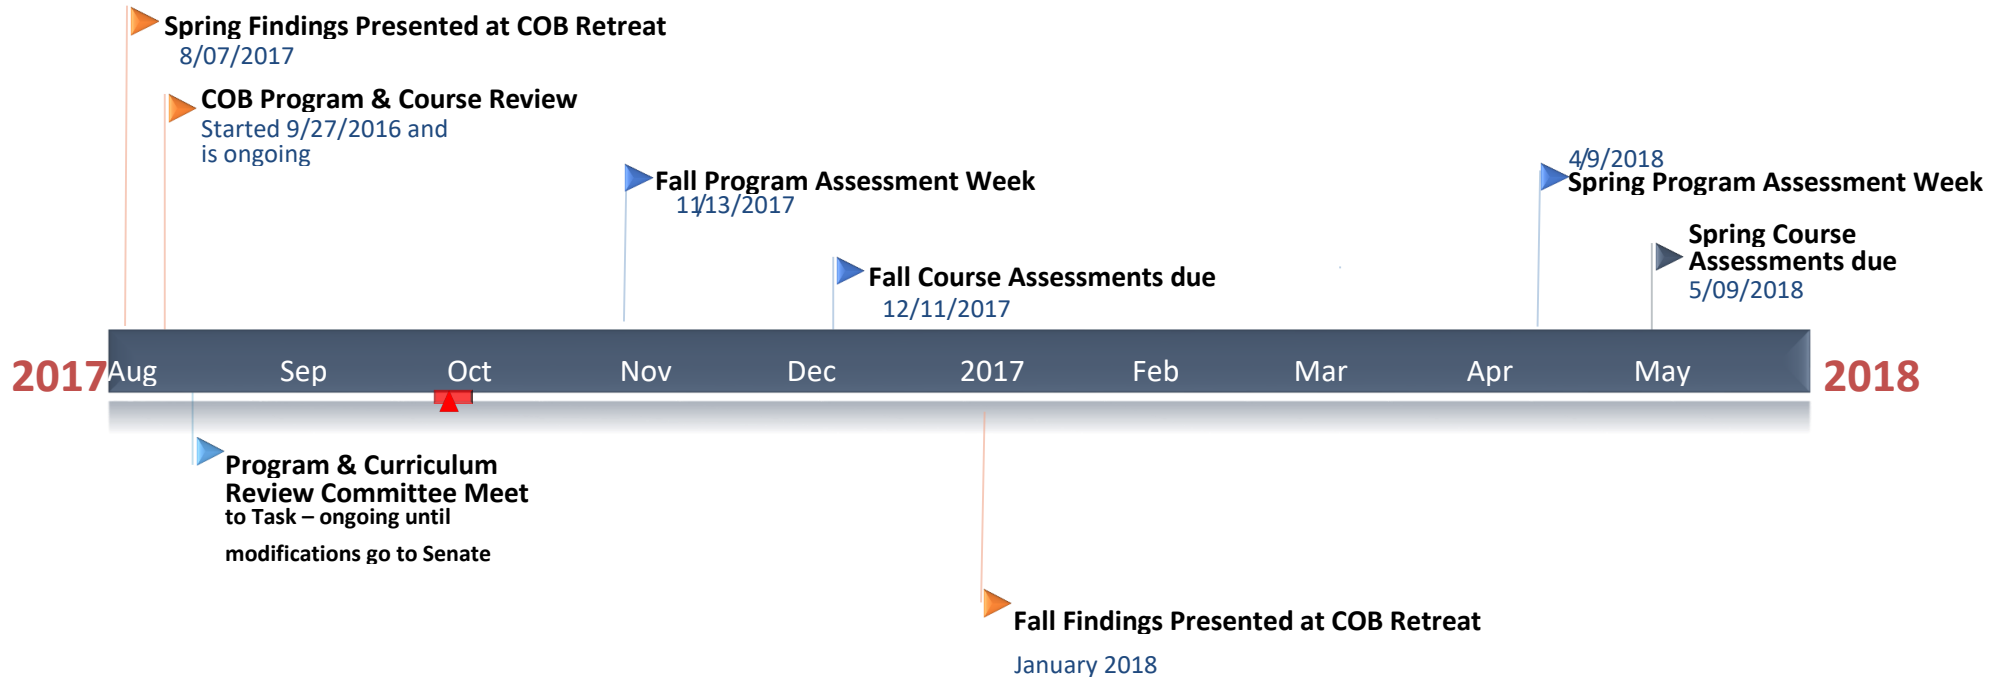 Spring Findings Presented at COB Retreat
8/07/2017
COB Program & Course Review
Started 9/27/2016 and
is ongoing
Fall Program Assessment Week
11/13/2017
Fall Course Assessments due
12/11/2017
4/9/2018
Spring Program Assessment Week
Spring Course
Assessments due
5/09/2018
2017 Aug Sep Oct Nov Dec 2017 Feb Mar Apr May 2018
Program & Curriculum
Review Committee Meet
to Task – ongoing until
modifications go to Senate
Fall Findings Presented at COB Retreat
January 2018